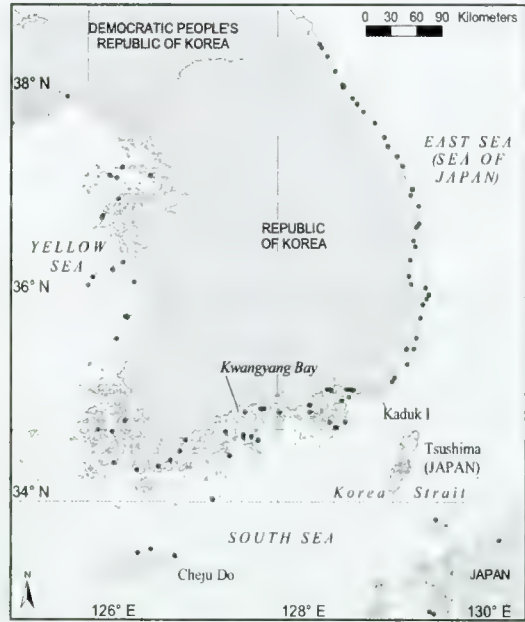 DEMOCRATIC PEOPLE'S
REPUBLIC OF KOREA
0 30 60 90 Kilometers
38° N
EAST SEA
(SEA OF
JAPAN)
REPUBLIC
OF KOREA
YELLOW
SEA
36° N
Kwangyang Bay
Kaduk I
Tsushima
(JAPAN)
Korea Strait
34° N
SOUTH SEA
Cheju Do
JAPAN
N
126° E
128° E
130° E